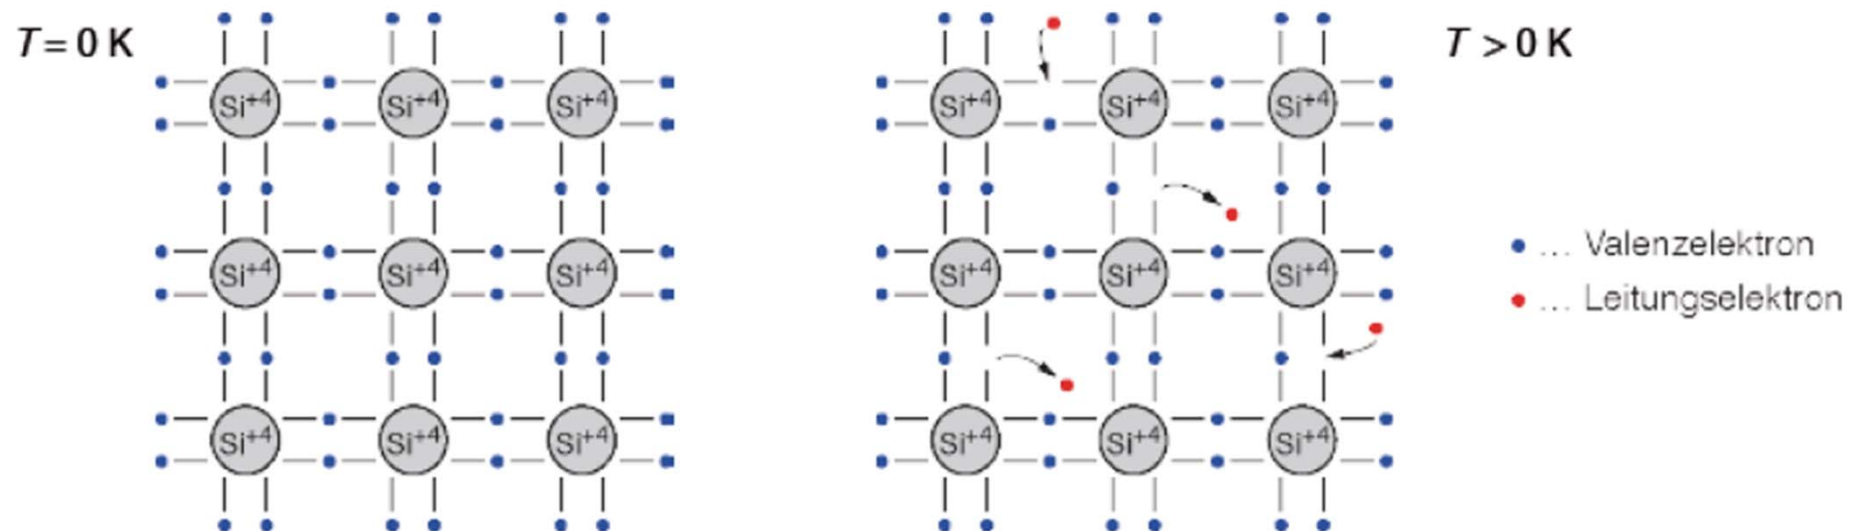 T = 0 K
T > 0 K
Si+4 Si+4 Si+4 Si+4 Si+4 Si+4
Si+4 Si+4 Si+4 Si+4 Si+4 Si+4
Si+4 Si+4 Si+4 Si+4 Si+4 Si+4
... Valenzelektron
... Leitungselektron